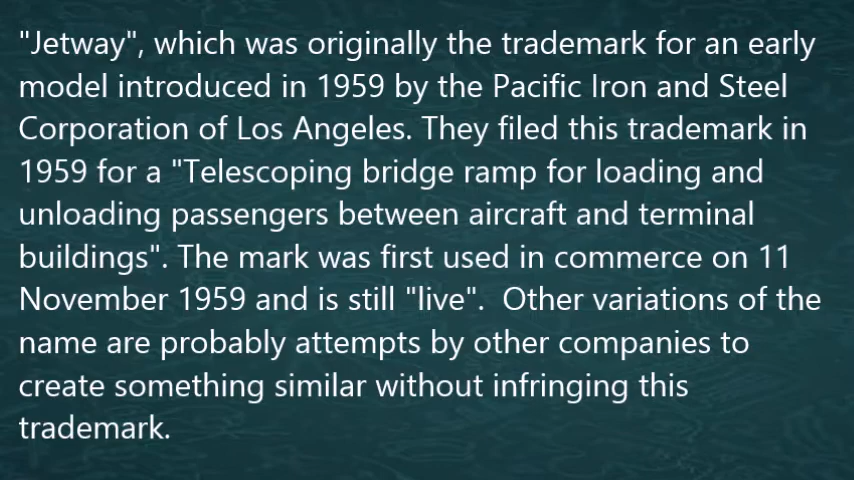 "Jetway", which was originally the trademark for an early
model introduced in 1959 by the Pacific Iron and Steel
Corporation of Los Angeles. They filed this trademark in
1959 for a "Telescoping bridge ramp for loading and
unloading passengers between aircraft and terminal
buildings". The mark was first used in commerce on 11
November 1959 and is still "live".  Other variations of the
name are probably attempts by other companies to
create something similar without infringing this
trademark.